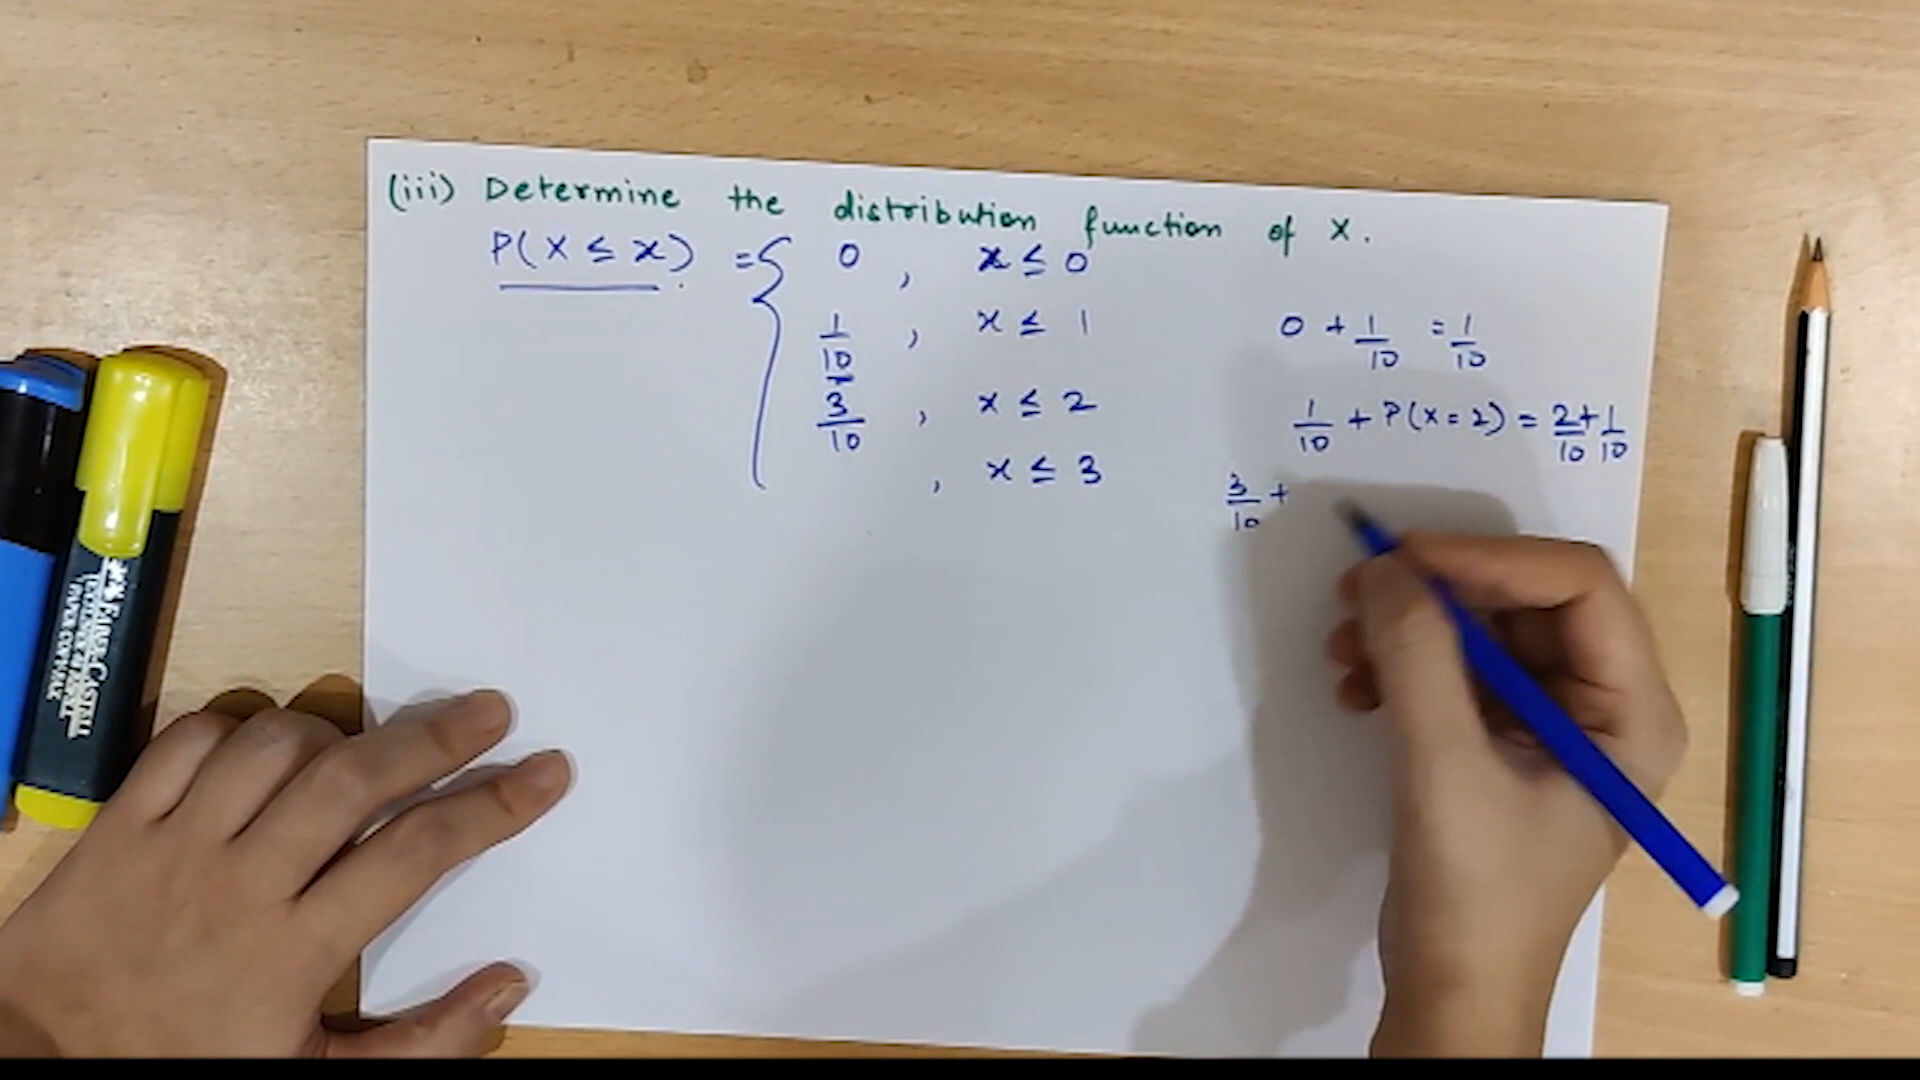 (iii) Determine the distribution function of X.
P(X ≤ x) = { 0 , x ≤ 0
1/10 , x ≤ 1
0 + 1/10 = 1/10
3/10 , x ≤ 2
1/10 + P(X = 2) = 2/10 + 1/10
, x ≤ 3
3/10 +
FABER-CASTELL